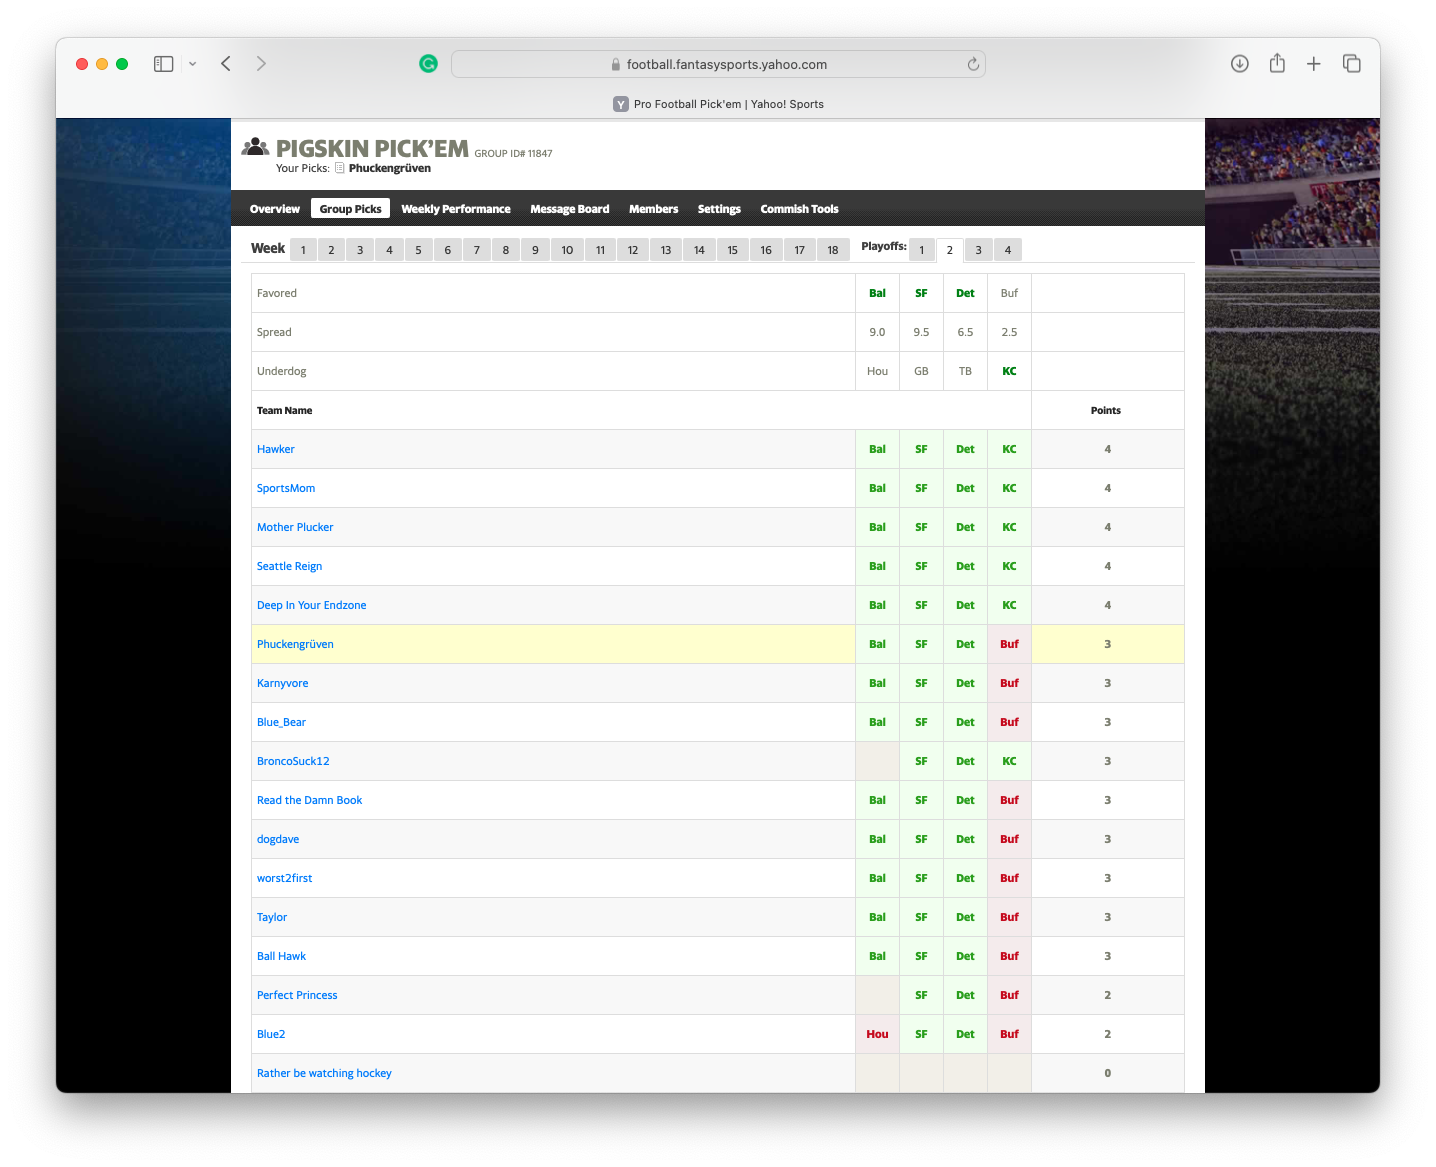 football.fantasysports.yahoo.com
Y Pro Football Pick'em | Yahoo! Sports
PIGSKIN PICK'EM GROUP ID# 11847
Your Picks: Phuckengrüven
Overview Group Picks Weekly Performance Message Board Members Settings Commish Tools
Week 1 2 3 4 5 6 7 8 9 10 11 12 13 14 15 16 17 18 Playoffs: 1 2 3 4
Favored Bal SF Det Buf
Spread 9.0 9.5 6.5 2.5
Underdog Hou GB TB KC
Team Name Points
Hawker Bal SF Det KC 4
SportsMom Bal SF Det KC 4
Mother Plucker Bal SF Det KC 4
Seattle Reign Bal SF Det KC 4
Deep In Your Endzone Bal SF Det KC 4
Phuckengrüven Bal SF Det Buf 3
Karnyvore Bal SF Det Buf 3
Blue_Bear Bal SF Det Buf 3
BroncoSuck12 SF Det KC 3
Read the Damn Book Bal SF Det Buf 3
dogdave Bal SF Det Buf 3
worst2first Bal SF Det Buf 3
Taylor Bal SF Det Buf 3
Ball Hawk Bal SF Det Buf 3
Perfect Princess SF Det Buf 2
Blue2 Hou SF Det Buf 2
Rather be watching hockey 0